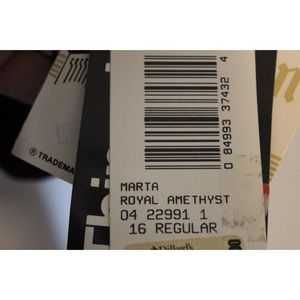 0 84993 37432 4
MARTA
ROYAL AMETHYST
04 22991 1
16 REGULAR
Dillard's
® TRADEMA